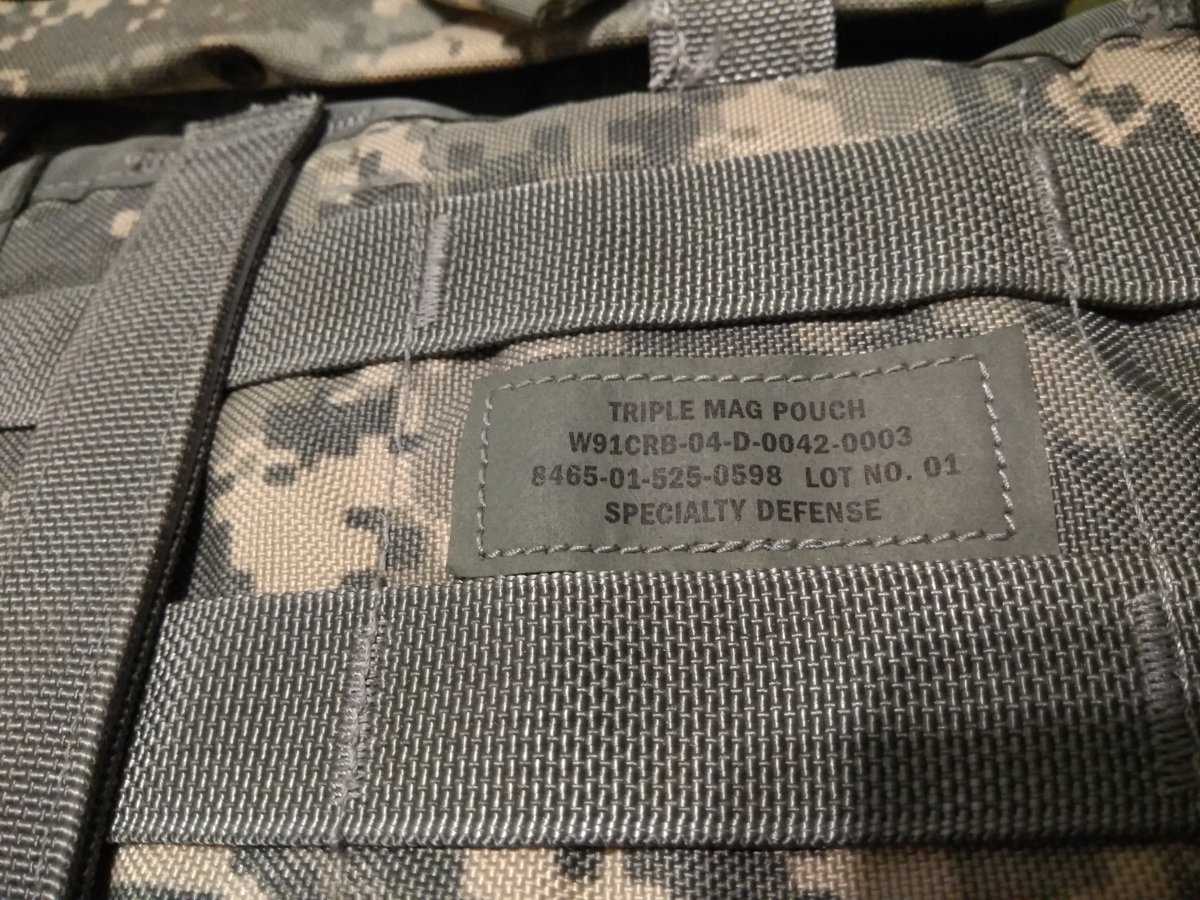 TRIPLE MAG POUCH
W91CRB-04-D-0042-0003
8465-01-525-0598 LOT NO. 01
SPECIALTY DEFENSE